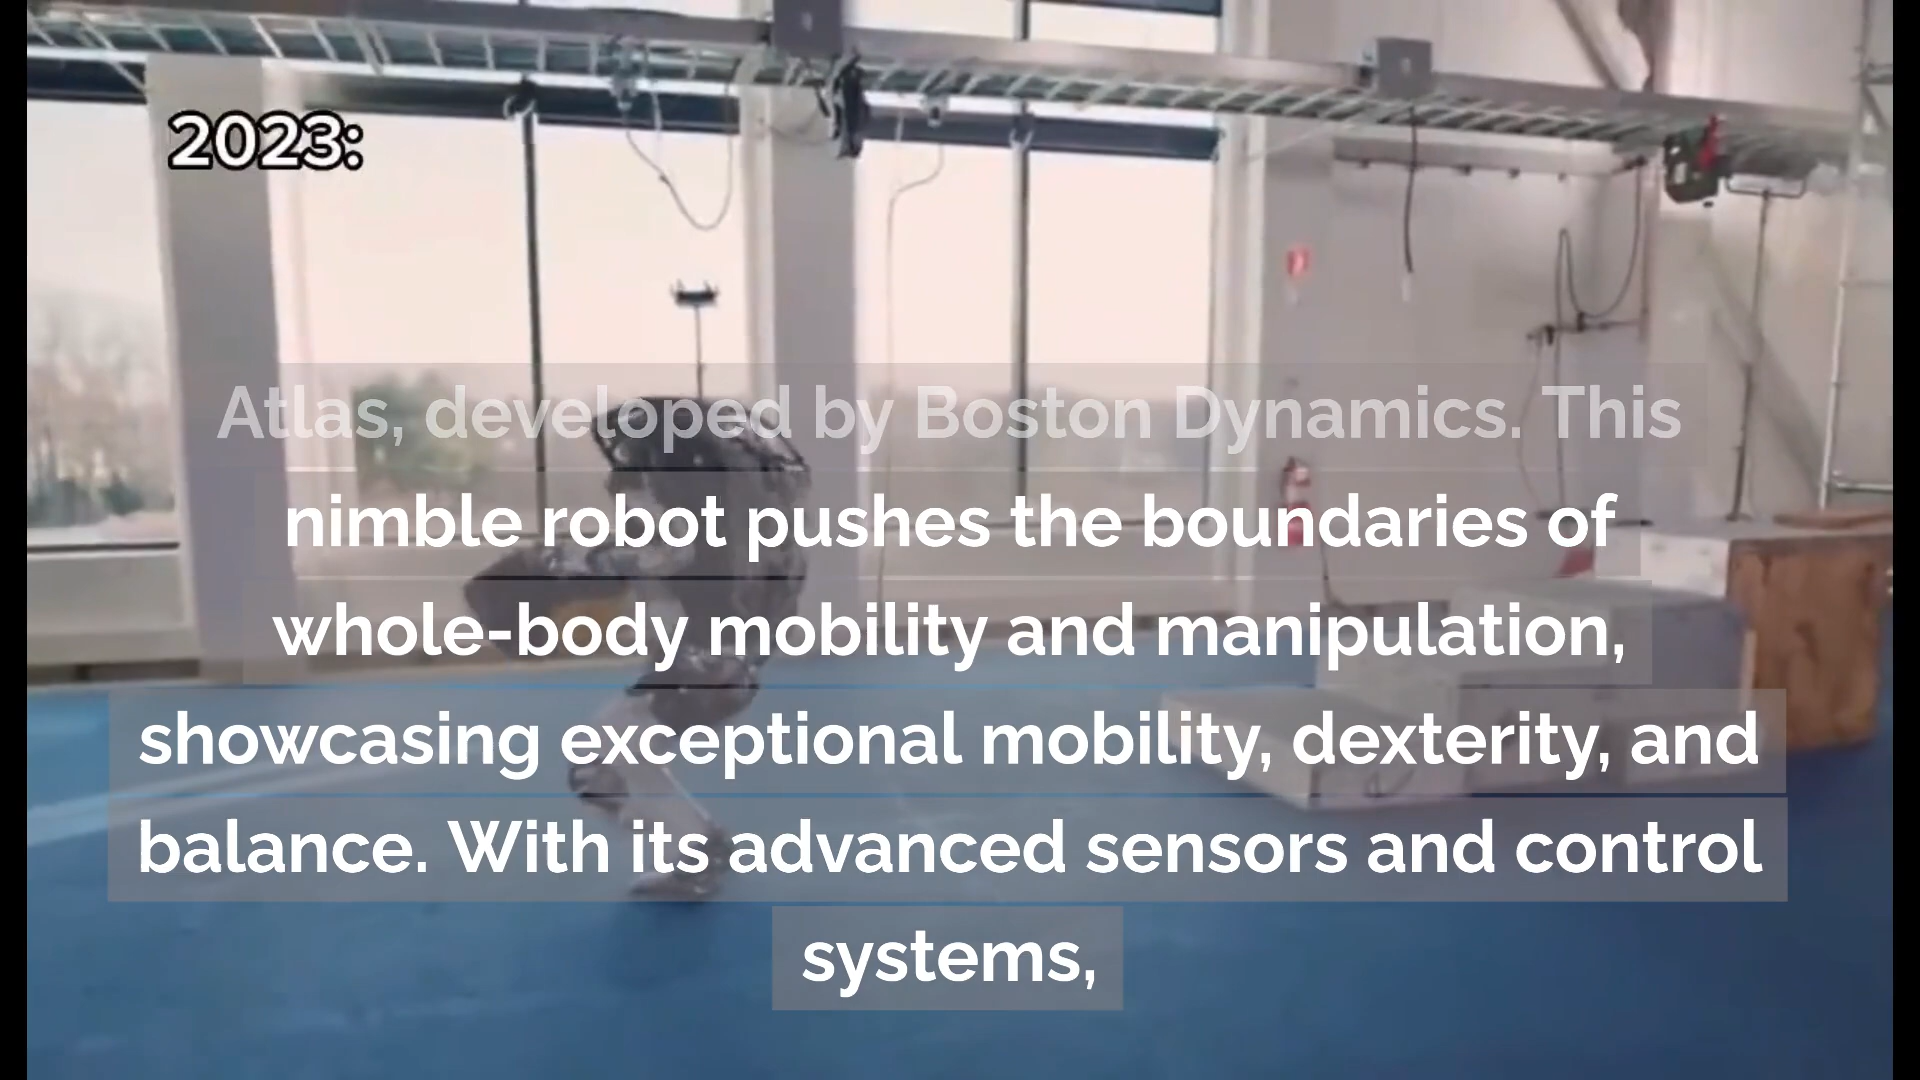 2023:
Atlas, developed by Boston Dynamics. This
nimble robot pushes the boundaries of
whole-body mobility and manipulation,
showcasing exceptional mobility, dexterity, and
balance. With its advanced sensors and control
systems,